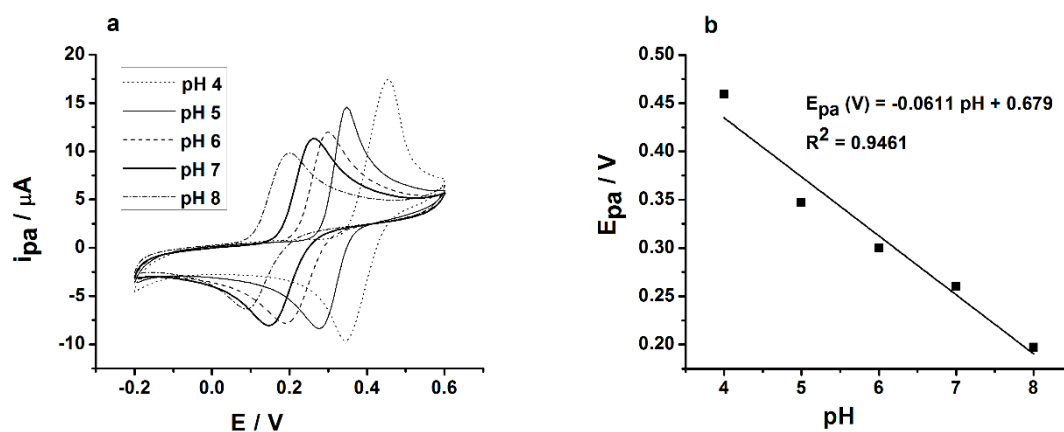 a
20
15
10
5
0
-5
-10
-0.2
0.0
0.2
0.4
0.6
ipa / μA
E / V
pH 4
pH 5
pH 6
pH 7
pH 8
b
0.50
0.45
0.40
0.35
0.30
0.25
0.20
4
5
6
7
8
Epa / V
pH
Epa (V) = -0.0611 pH + 0.679
R² = 0.9461